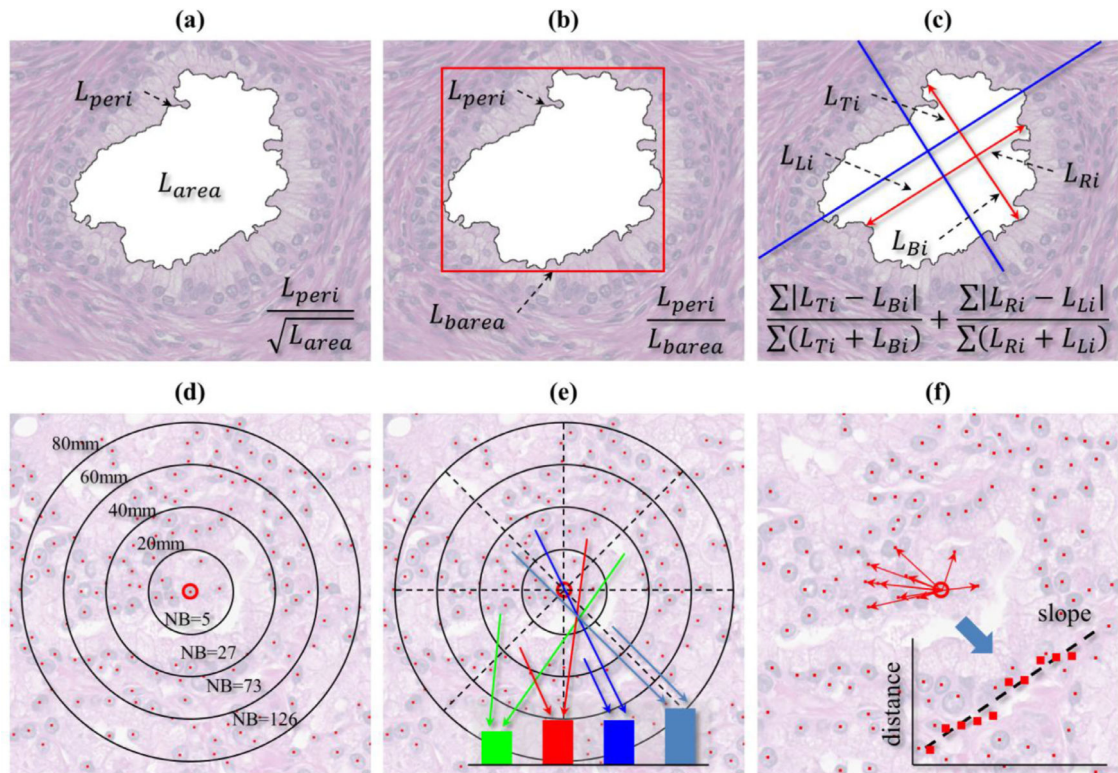 (a) (b) (c)
L_peri
L_area
L_peri / √L_area
L_peri
L_barea
L_peri / L_barea
L_Ti
L_Li
L_Ri
L_Bi
∑|L_Ti − L_Bi| / ∑(L_Ti + L_Bi) + ∑|L_Ri − L_Li| / ∑(L_Ri + L_Li)
(d) (e) (f)
80mm
60mm
40mm
20mm
NB=5
NB=27
NB=73
NB=126
slope
distance